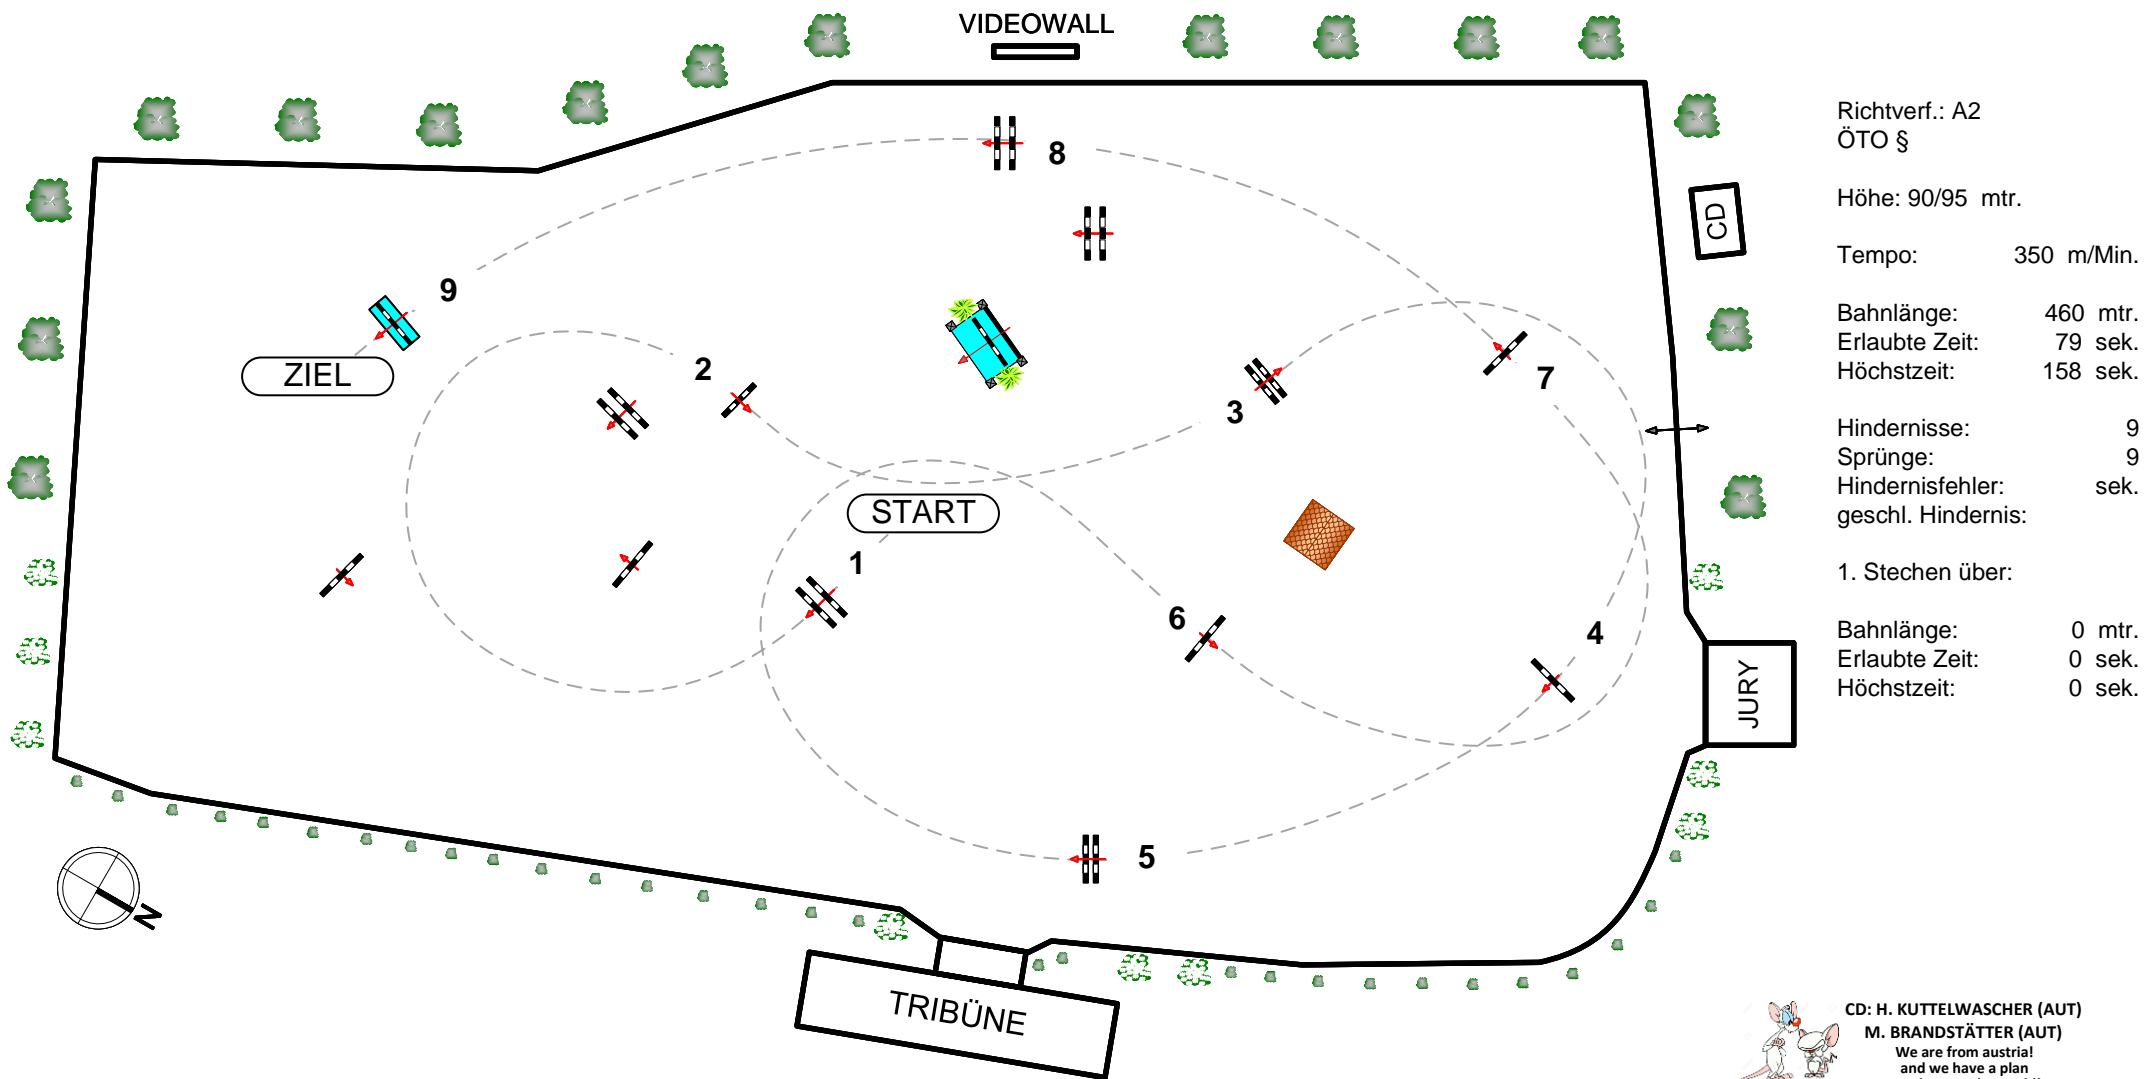 VIDEOWALL
8
9
ZIEL
2
3
7
START
1
6
4
5
CD
JURY
TRIBÜNE
N
Richtverf.: A2
ÖTO §
Höhe: 90/95 mtr.
Tempo: 350 m/Min.
Bahnlänge: 460 mtr.
Erlaubte Zeit: 79 sek.
Höchstzeit: 158 sek.
Hindernisse: 9
Sprünge: 9
Hindernisfehler: sek.
geschl. Hindernis:
1. Stechen über:
Bahnlänge: 0 mtr.
Erlaubte Zeit: 0 sek.
Höchstzeit: 0 sek.
CD: H. KUTTELWASCHER (AUT)
M. BRANDSTÄTTER (AUT)
We are from austria!
and we have a plan